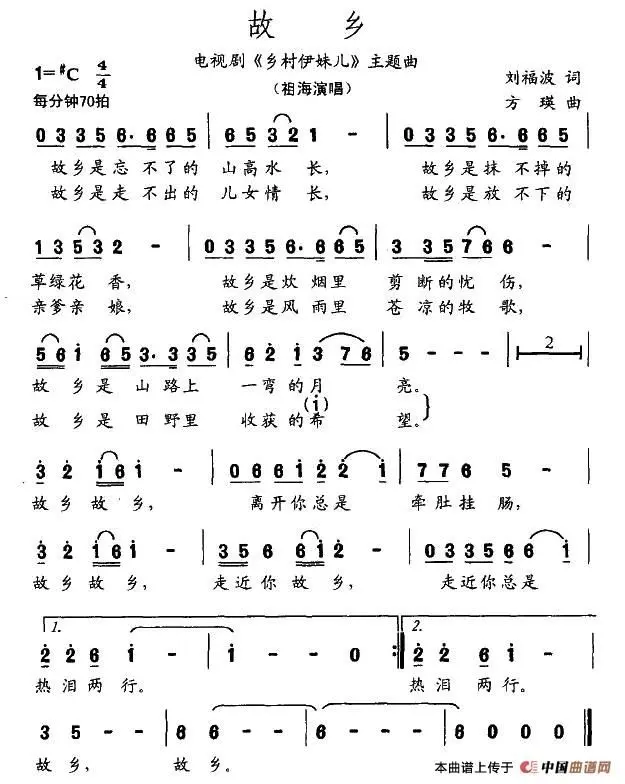 故 乡
电视剧《乡村伊妹儿》主题曲
(祖海演唱)
1=#C 4/4
每分钟70拍
刘福波 词
方 瑛 曲
0 3 3 5 6· 6 6 5 | 6 5 3 2 1 - | 0 3 3 5 6· 6 6 5 |
故乡是忘 不了的 山高水 长, 故乡是抹 不掉的
故乡是走 不出的 儿女情 长, 故乡是放 不下的
1 3 5 3 2 - | 0 3 3 5 6· 6 6 5 | 3 3 5 7 6 6 |
草绿花 香, 故乡是炊 烟里 剪 断的忧 伤,
亲爹亲 娘, 故乡是风 雨里 苍 凉的牧 歌,
5 6 i 6 5 3· 3 3 3 5 | 6 2 i 3 7 6 | 5 - - - | 2 |
故 乡 是 山 路上 一 弯 的月 亮。
(i)
故 乡 是 田 野里 收 获 的希 望。
3 2 i 6 i - | 0 6 6 i 2 2 i | 7 7 6 5 - |
故 乡 故 乡, 离开你总是 牵 肚 挂 肠,
3 2 i 6 i - | 3 5 6 6 i 2 | 0 3 3 5 6 6 i |
故 乡 故 乡, 走近你 故 乡, 走近你总是
1. 2.
2 2 6 i - | i - - 0 :| 2 2 6 i - |
热泪两 行。 热泪 两行。
3 5 - - | 6 6 - - | 6 - - - | 6 0 0 0 |
故 乡, 故 乡。
本曲谱上传于 中国曲谱网